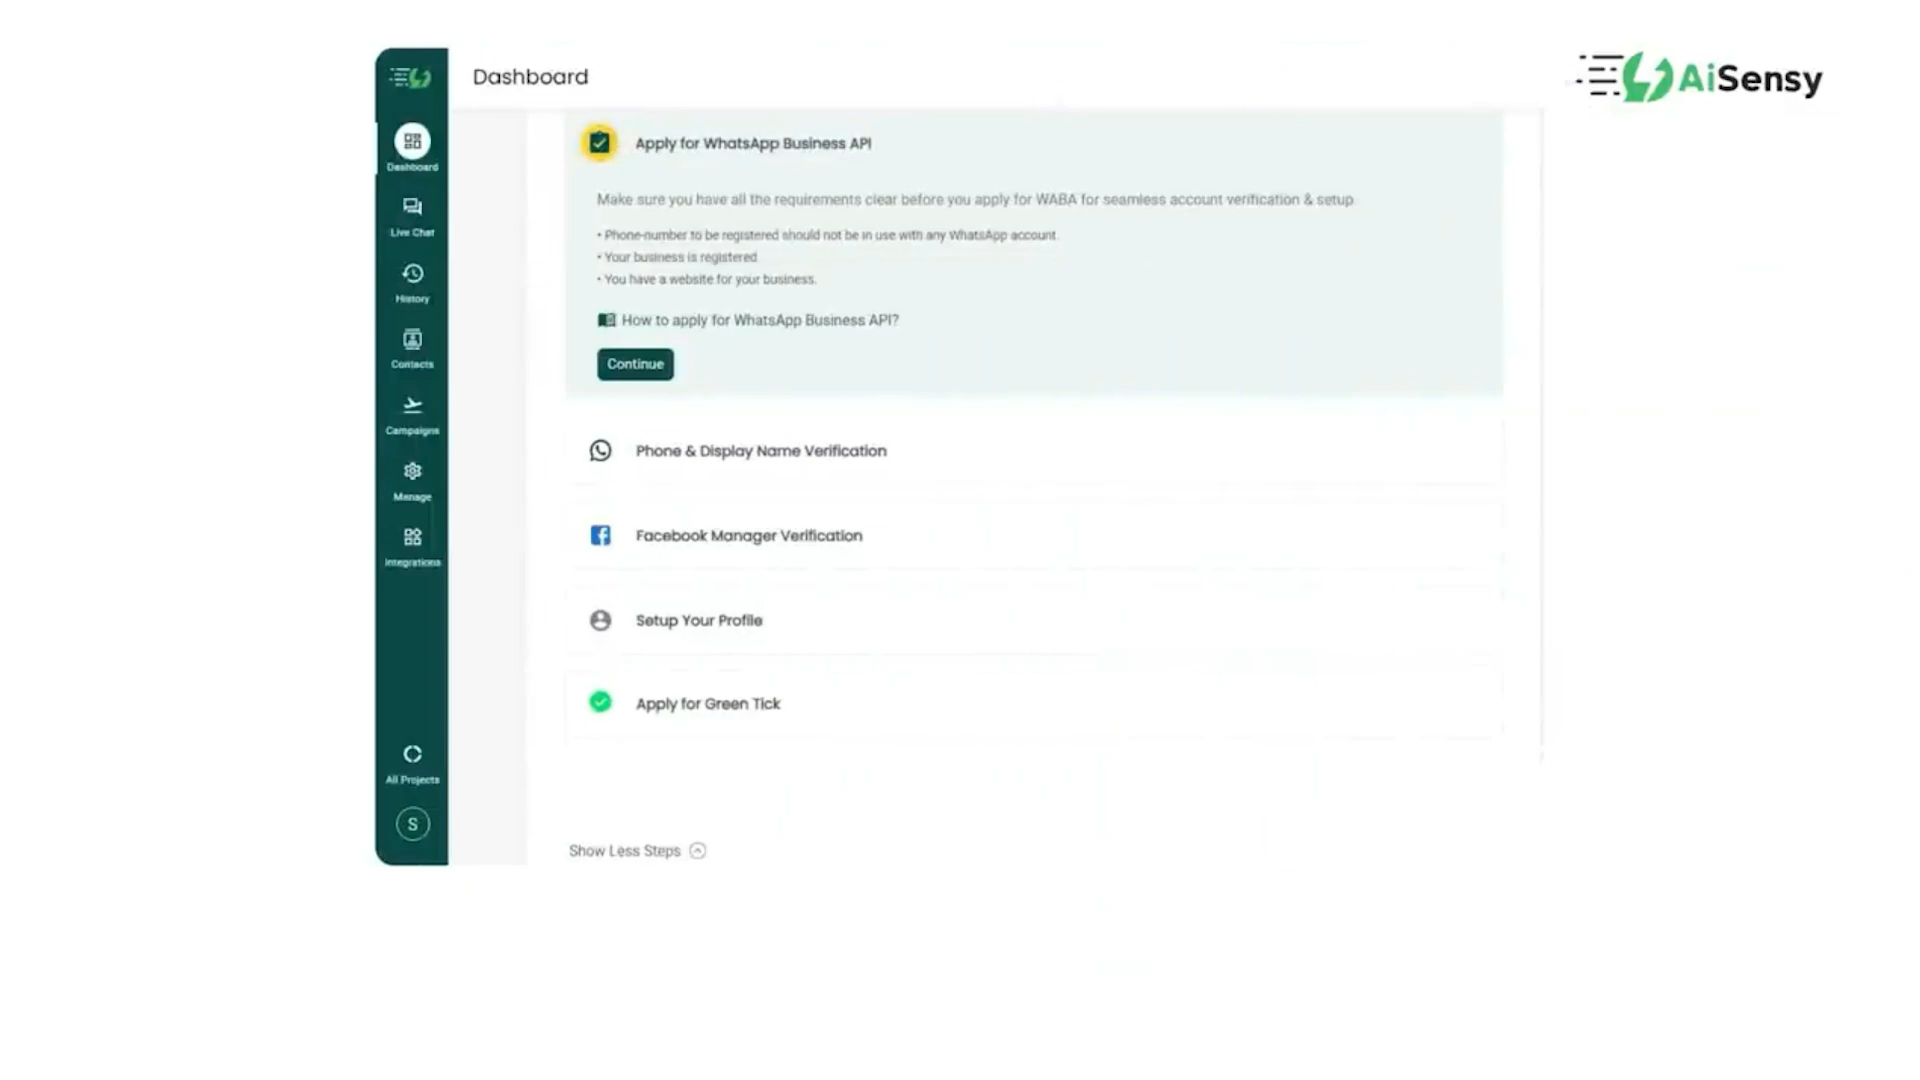 AiSensy
Dashboard
Dashboard
Live Chat
History
Contacts
Campaigns
Manage
Integrations
All Projects
S
Apply for WhatsApp Business API
Make sure you have all the requirements clear before you apply for WABA for seamless account verification & setup.
• Phone-number to be registered should not be in use with any WhatsApp account.
• Your business is registered
• You have a website for your business.
How to apply for WhatsApp Business API?
Continue
Phone & Display Name Verification
Facebook Manager Verification
Setup Your Profile
Apply for Green Tick
Show Less Steps